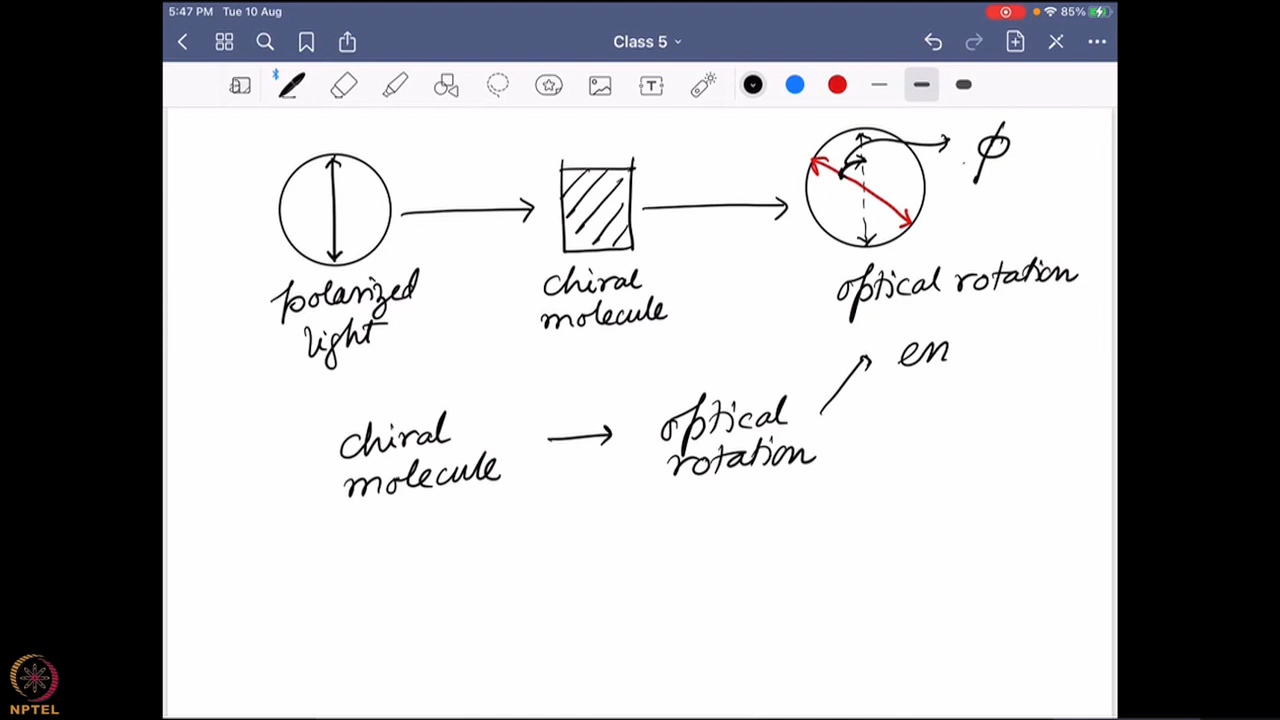 5:47 PM Tue 10 Aug
85%
Class 5
T
ϕ
polarized
light
chiral
molecule
optical rotation
en
chiral
molecule
optical
rotation
NPTEL